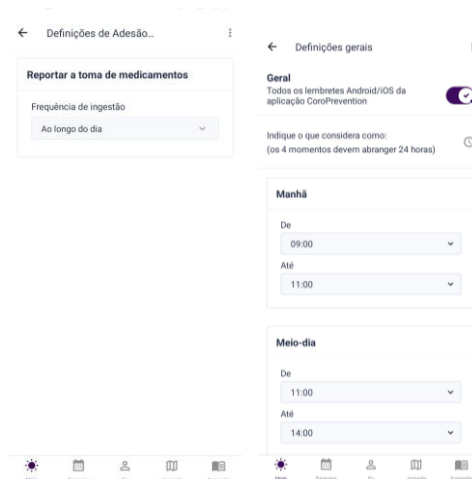 Definições de Adesão...
Reportar a toma de medicamentos
Frequência de ingestão
Ao longo do dia
Definições gerais
Geral
Todos os lembretes Android/iOS da
aplicação CoroPrevention
Indique o que considera como:
(os 4 momentos devem abranger 24 horas)
Manhã
De
09:00
Até
11:00
Meio-dia
De
11:00
Até
14:00